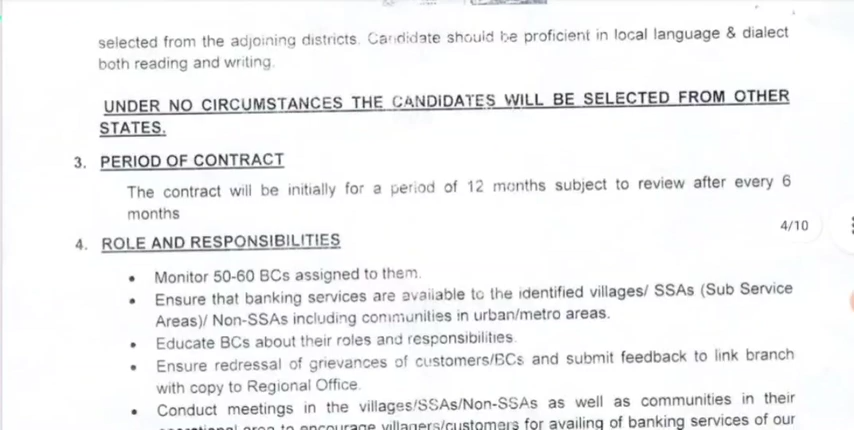 selected from the adjoining districts. Candidate should be proficient in local language & dialect
both reading and writing.
UNDER NO CIRCUMSTANCES THE CANDIDATES WILL BE SELECTED FROM OTHER
STATES.
3. PERIOD OF CONTRACT
The contract will be initially for a period of 12 months subject to review after every 6
months
4/10
4. ROLE AND RESPONSIBILITIES
• Monitor 50-60 BCs assigned to them.
• Ensure that banking services are available to the identified villages/ SSAs (Sub Service
Areas)/ Non-SSAs including communities in urban/metro areas.
• Educate BCs about their roles and responsibilities.
• Ensure redressal of grievances of customers/BCs and submit feedback to link branch
with copy to Regional Office.
• Conduct meetings in the villages/SSAs/Non-SSAs as well as communities in their
area to encourage villagers/customers for availing of banking services of our